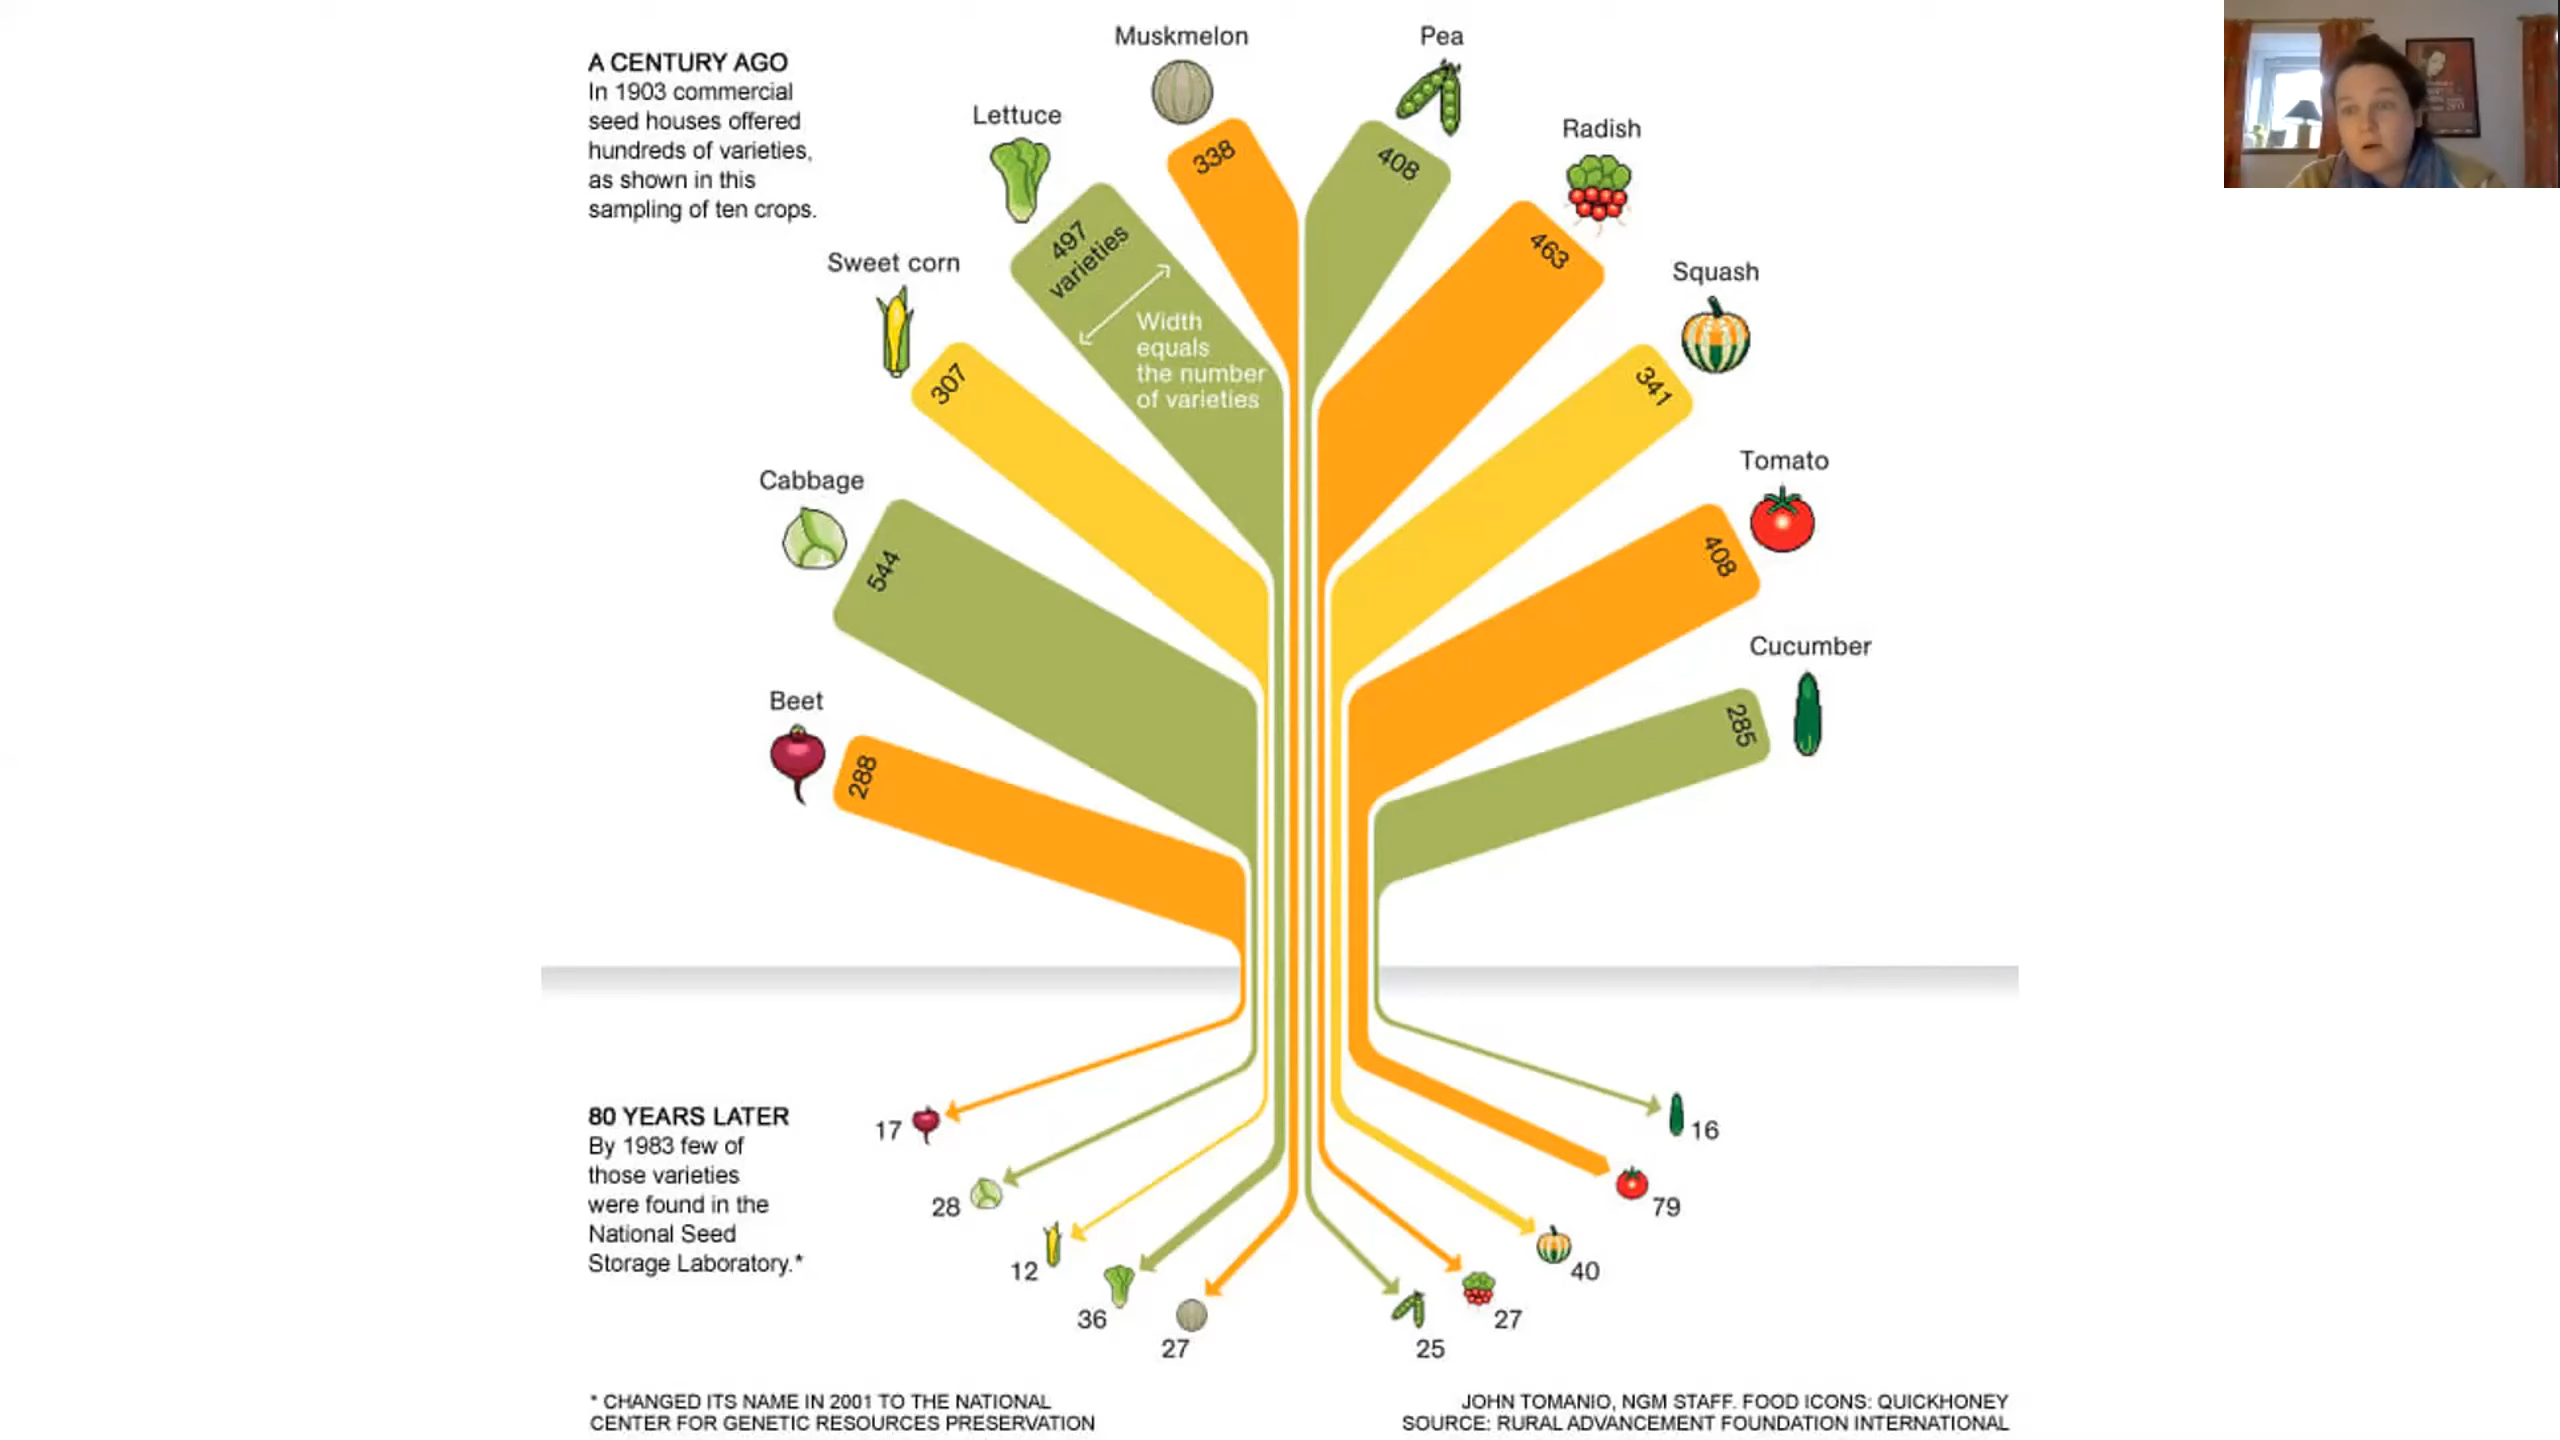 A CENTURY AGO
In 1903 commercial
seed houses offered
hundreds of varieties,
as shown in this
sampling of ten crops.
Muskmelon
338
Pea
408
Lettuce
497
varieties
Width
equals
the number
of varieties
Radish
463
Sweet corn
307
Squash
341
Cabbage
544
Tomato
408
Beet
288
Cucumber
285
80 YEARS LATER
By 1983 few of
those varieties
were found in the
National Seed
Storage Laboratory.*
17
28
12
36
27
25
27
40
79
16
* CHANGED ITS NAME IN 2001 TO THE NATIONAL
CENTER FOR GENETIC RESOURCES PRESERVATION
JOHN TOMANIO, NGM STAFF. FOOD ICONS: QUICKHONEY
SOURCE: RURAL ADVANCEMENT FOUNDATION INTERNATIONAL